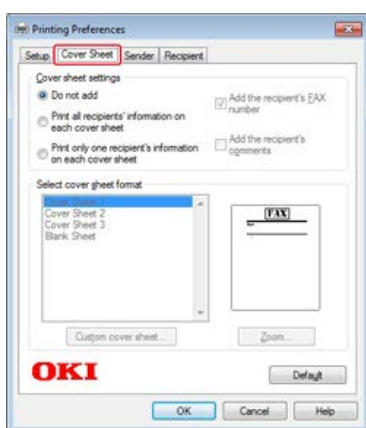 Printing Preferences
Setup Cover Sheet Sender Recipient
Cover sheet settings
Do not add
Print all recipients' information on
each cover sheet
Print only one recipient's information
on each cover sheet
Add the recipient's FAX
number
Add the recipient's
comments
Select cover sheet format
Cover Sheet 1
Cover Sheet 2
Cover Sheet 3
Blank Sheet
FAX
Custom cover sheet...
Zoom...
OKI
Default
OK Cancel Help